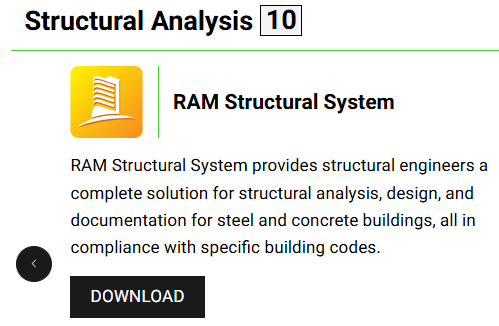 Structural Analysis 10
RAM Structural System
RAM Structural System provides structural engineers a
complete solution for structural analysis, design, and
documentation for steel and concrete buildings, all in
compliance with specific building codes.
DOWNLOAD